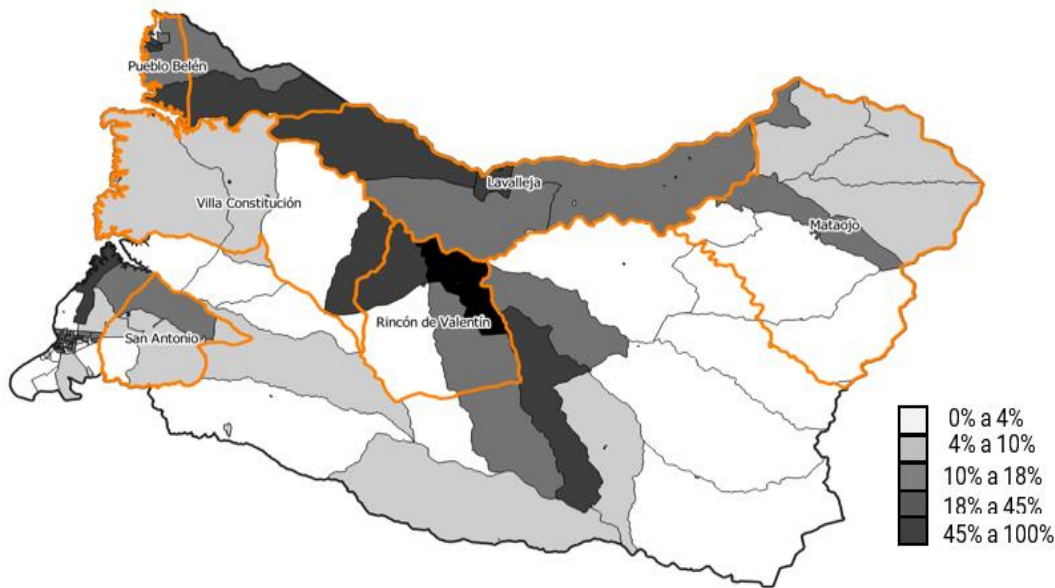 Pueblo Belén
Lavalleja
Villa Constitución
Mataojo
Rincón de Valentín
San Antonio
0% a 4%
4% a 10%
10% a 18%
18% a 45%
45% a 100%